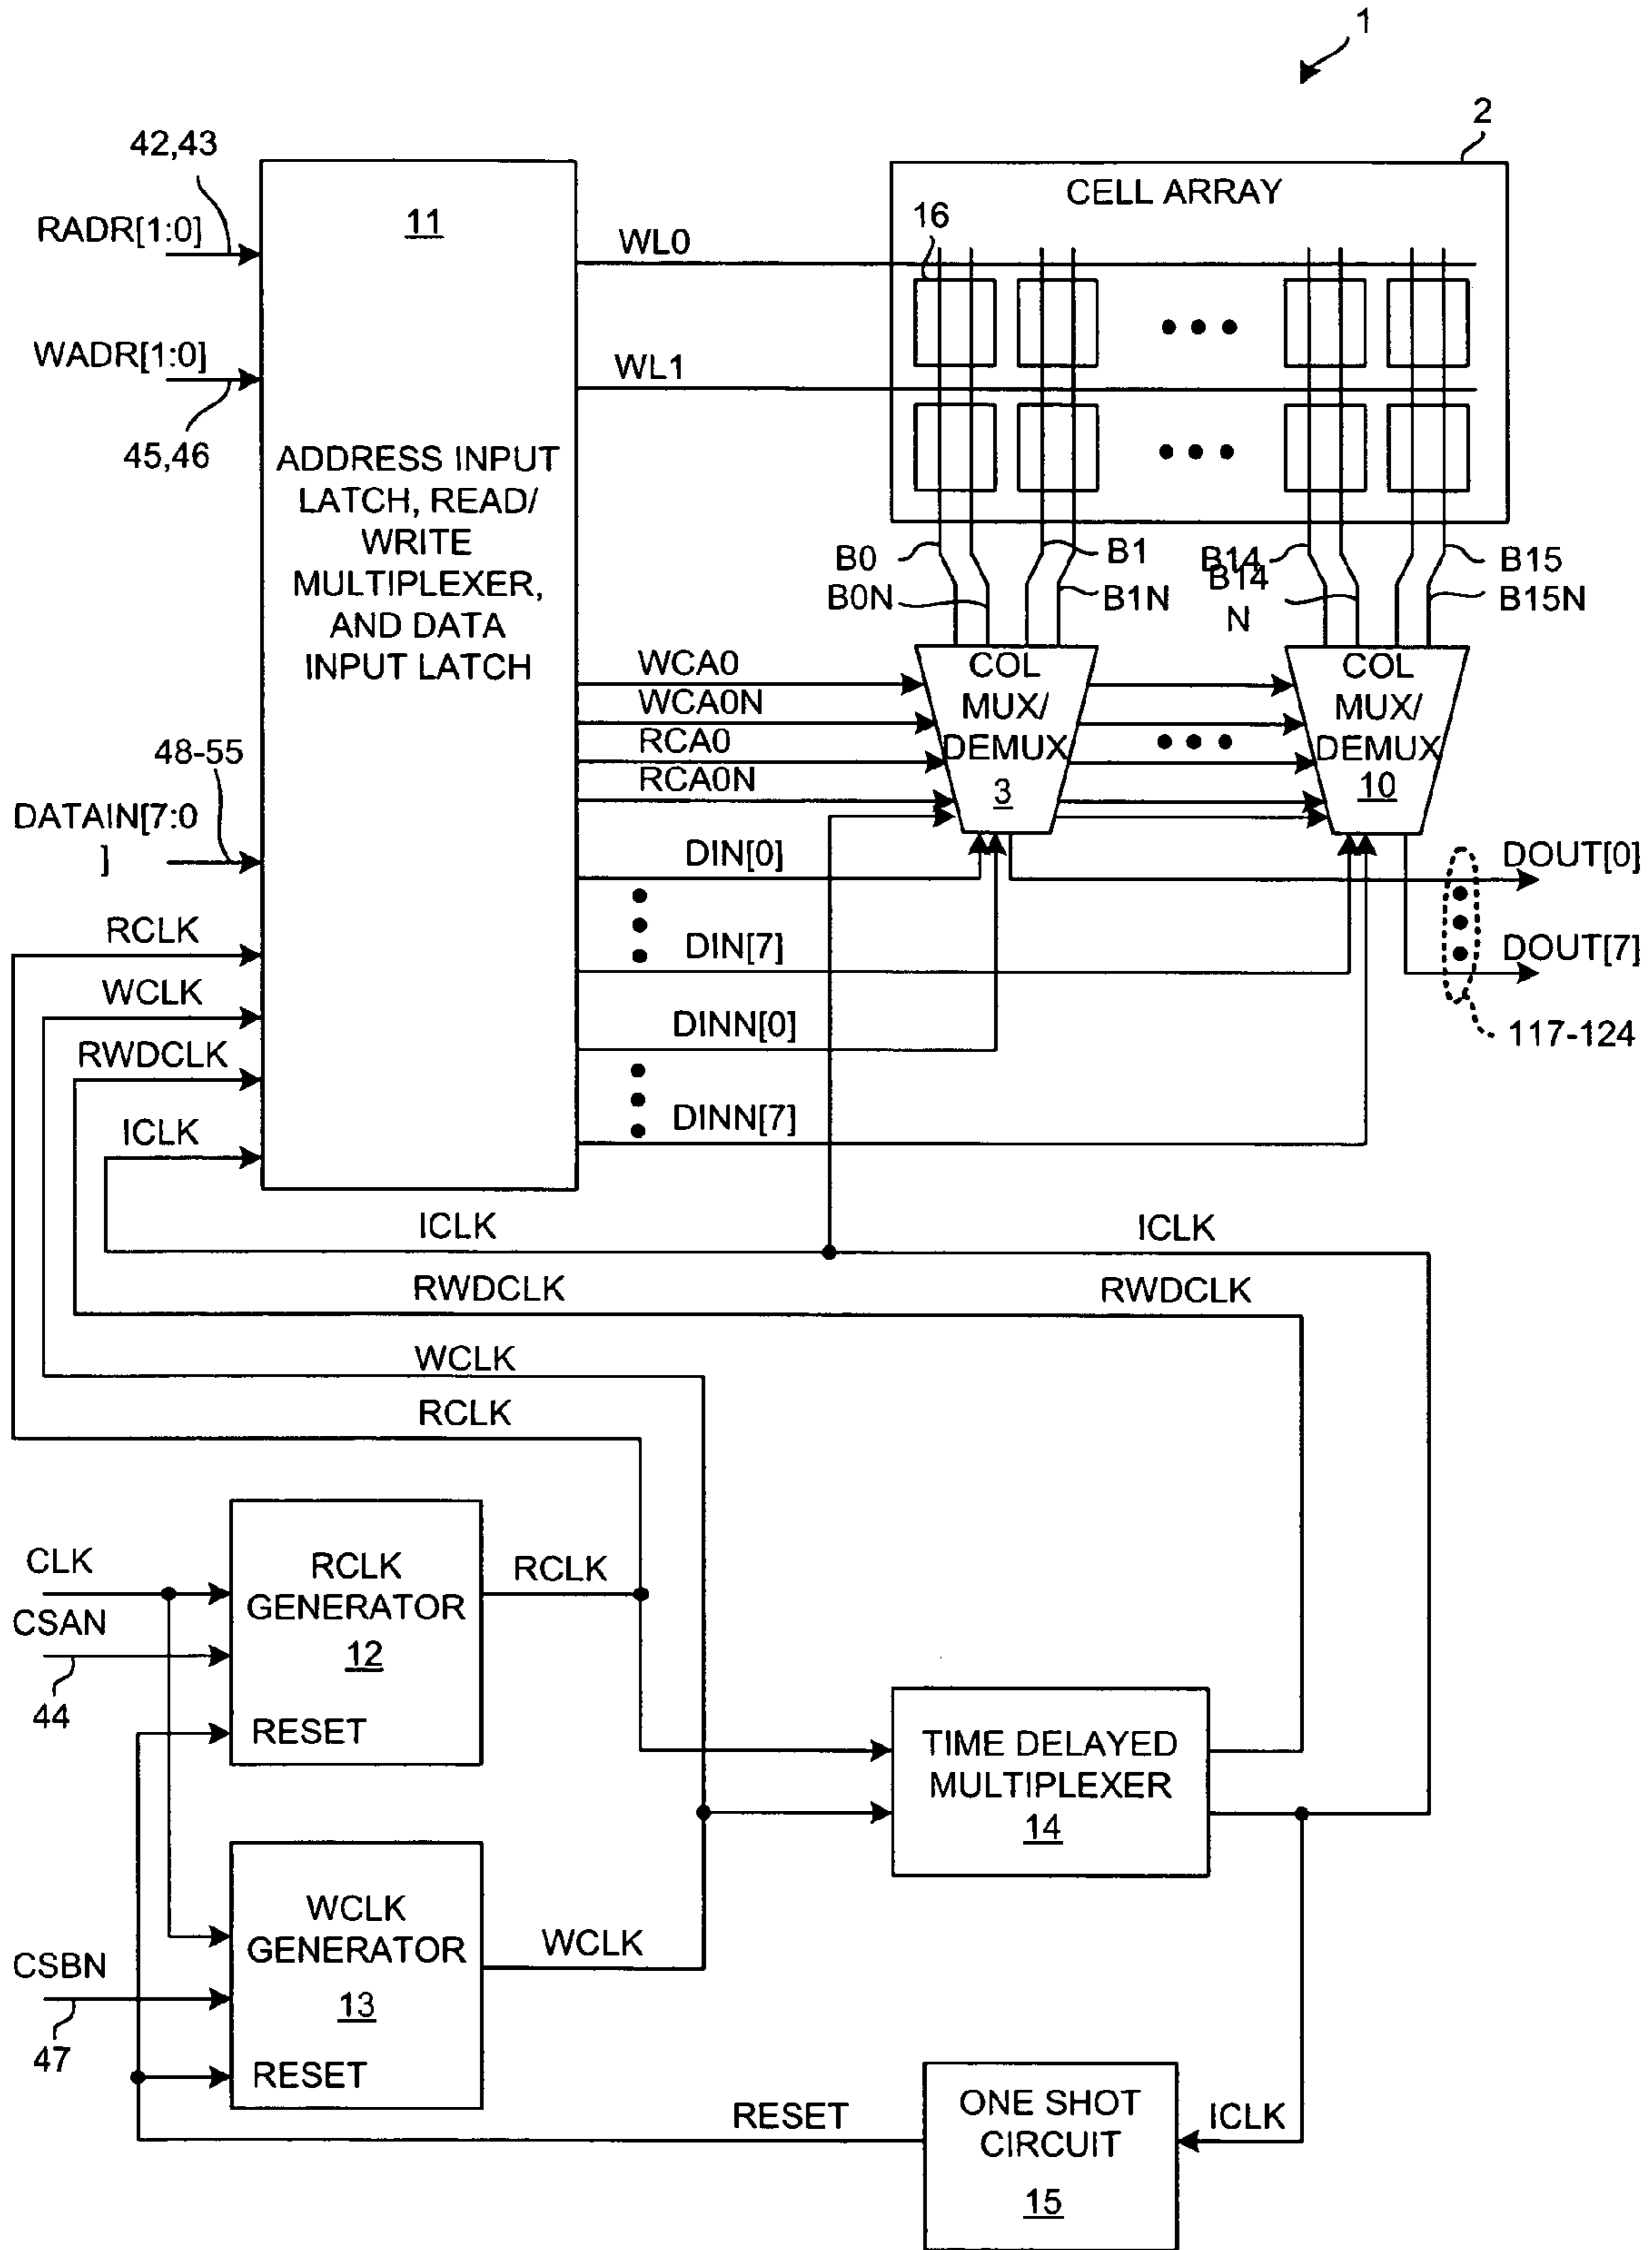 1
2
CELL ARRAY
16
42,43
RADR[1:0]
11
WL0
WADR[1:0]
WL1
45,46
ADDRESS INPUT
LATCH, READ/
WRITE
MULTIPLEXER,
AND DATA
INPUT LATCH
B0
B0N
B1
B1N
B14
B14
N
B15
B15N
WCA0
WCA0N
RCA0
RCA0N
COL
MUX/
DEMUX
3
COL
MUX/
DEMUX
10
48-55
DATAIN[7:0
]
DIN[0]
DIN[7]
DINN[0]
DINN[7]
DOUT[0]
DOUT[7]
117-124
RCLK
WCLK
RWDCLK
ICLK
ICLK
ICLK
RWDCLK
RWDCLK
WCLK
RCLK
CLK
CSAN
44
RCLK
GENERATOR
12
RESET
RCLK
TIME DELAYED
MULTIPLEXER
14
CSBN
47
WCLK
GENERATOR
13
RESET
WCLK
RESET
ONE SHOT
CIRCUIT
15
ICLK